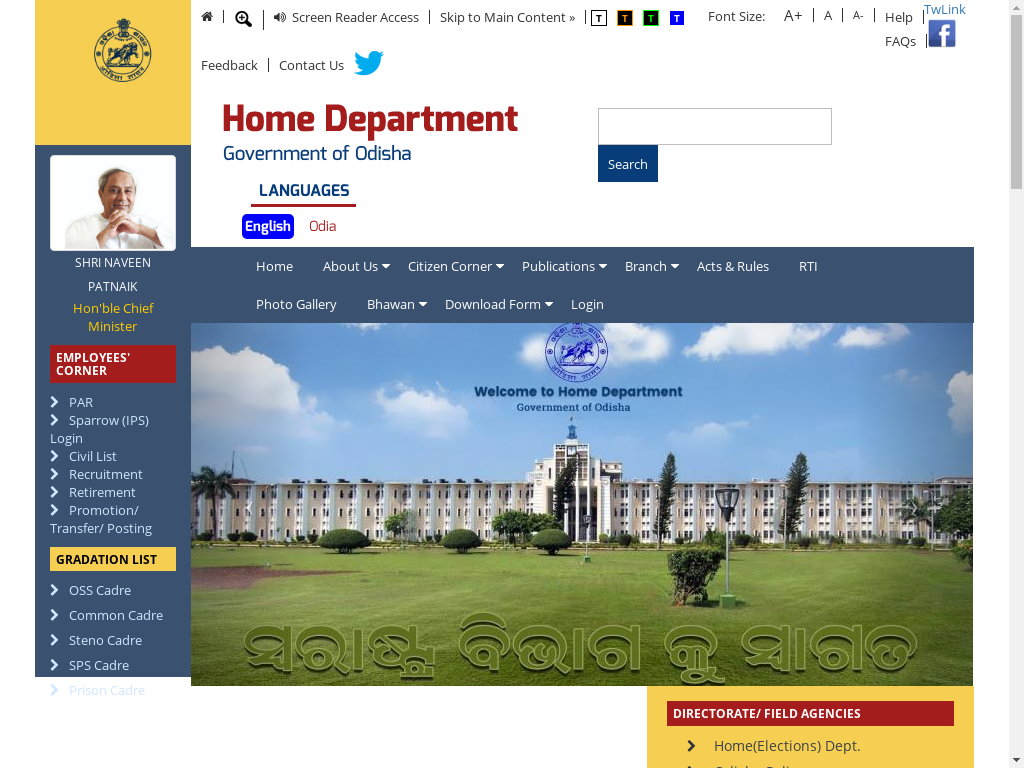 Screen Reader Access
Skip to Main Content »
T T T T
Font Size:
A+ A A-
Help
TwLink
FAQs
Feedback
Contact Us
Home Department
Government of Odisha
Search
LANGUAGES
English Odia
SHRI NAVEEN
PATNAIK
Hon'ble Chief
Minister
EMPLOYEES'
CORNER
PAR
Sparrow (IPS)
Login
Civil List
Recruitment
Retirement
Promotion/
Transfer/ Posting
GRADATION LIST
OSS Cadre
Common Cadre
Steno Cadre
SPS Cadre
Prison Cadre
Home About Us Citizen Corner Publications Branch Acts & Rules RTI
Photo Gallery Bhawan Download Form Login
Welcome to Home Department
Government of Odisha
ସ୍ବରାଷ୍ଟ୍ର ବିଭାଗ କୁ ସ୍ୱାଗତ
DIRECTORATE/ FIELD AGENCIES
Home(Elections) Dept.